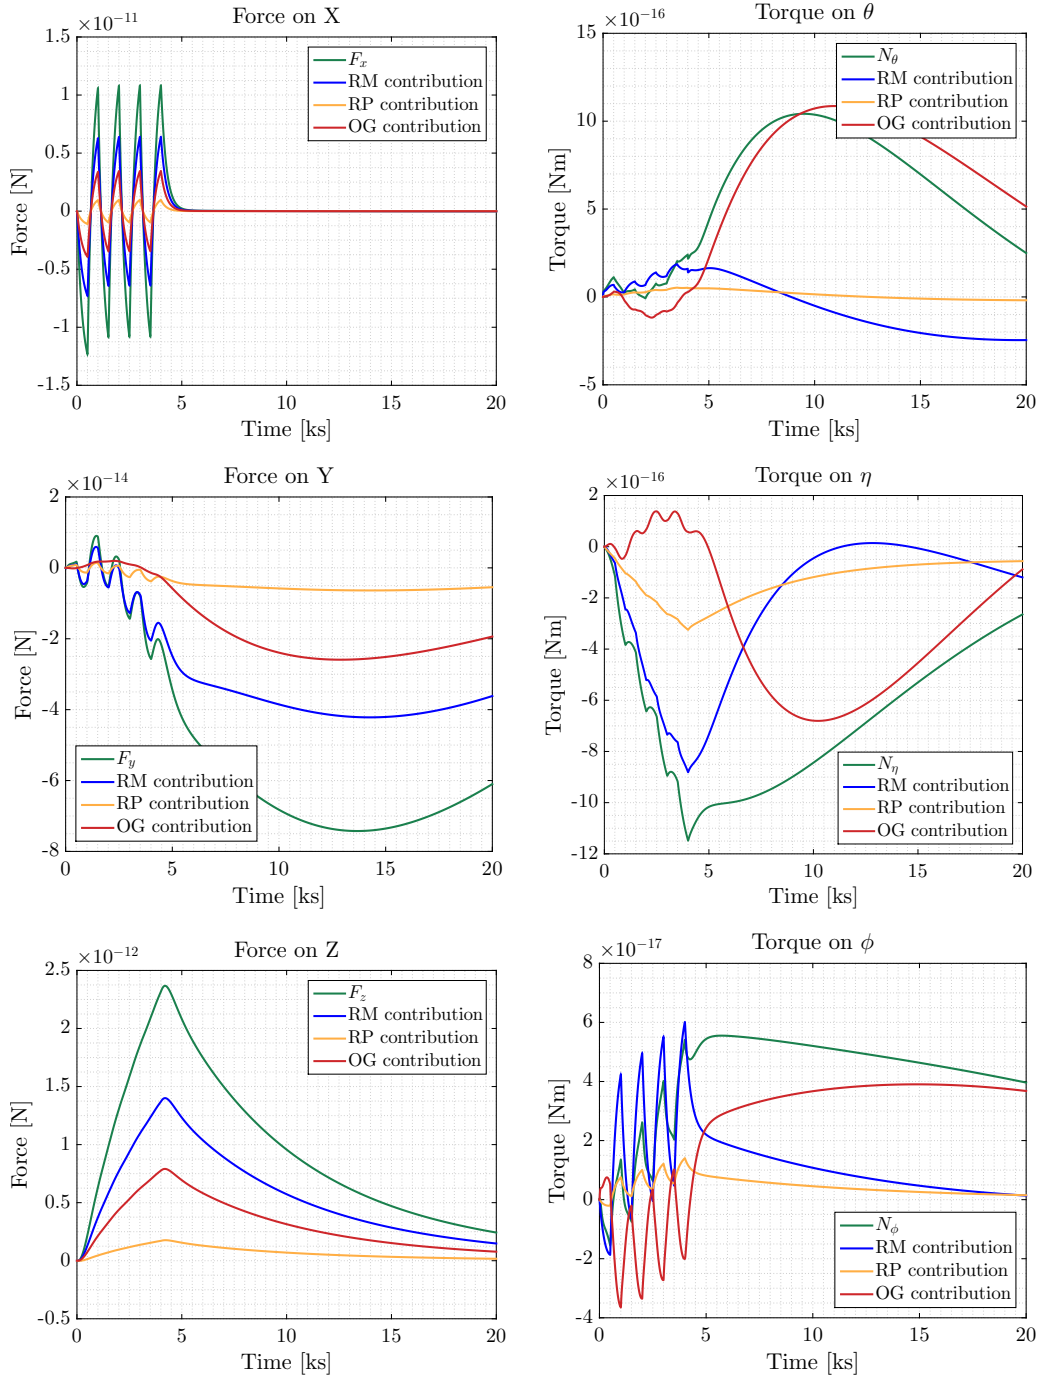 Force on X
×10⁻¹¹
1.5
1
0.5
0
-0.5
-1
-1.5
Force [N]
0 5 10 15 20
Time [ks]
Fₓ
RM contribution
RP contribution
OG contribution
Torque on θ
×10⁻¹⁶
15
10
5
0
-5
Torque [Nm]
0 5 10 15 20
Time [ks]
N_θ
RM contribution
RP contribution
OG contribution
Force on Y
×10⁻¹⁴
2
0
-2
-4
-6
-8
Force [N]
0 5 10 15 20
Time [ks]
F_y
RM contribution
RP contribution
OG contribution
Torque on η
×10⁻¹⁶
2
0
-2
-4
-6
-8
-10
-12
Torque [Nm]
0 5 10 15 20
Time [ks]
N_η
RM contribution
RP contribution
OG contribution
Force on Z
×10⁻¹²
2.5
2
1.5
1
0.5
0
-0.5
Force [N]
0 5 10 15 20
Time [ks]
F_z
RM contribution
RP contribution
OG contribution
Torque on ϕ
×10⁻¹⁷
8
6
4
2
0
-2
-4
Torque [Nm]
0 5 10 15 20
Time [ks]
N_ϕ
RM contribution
RP contribution
OG contribution